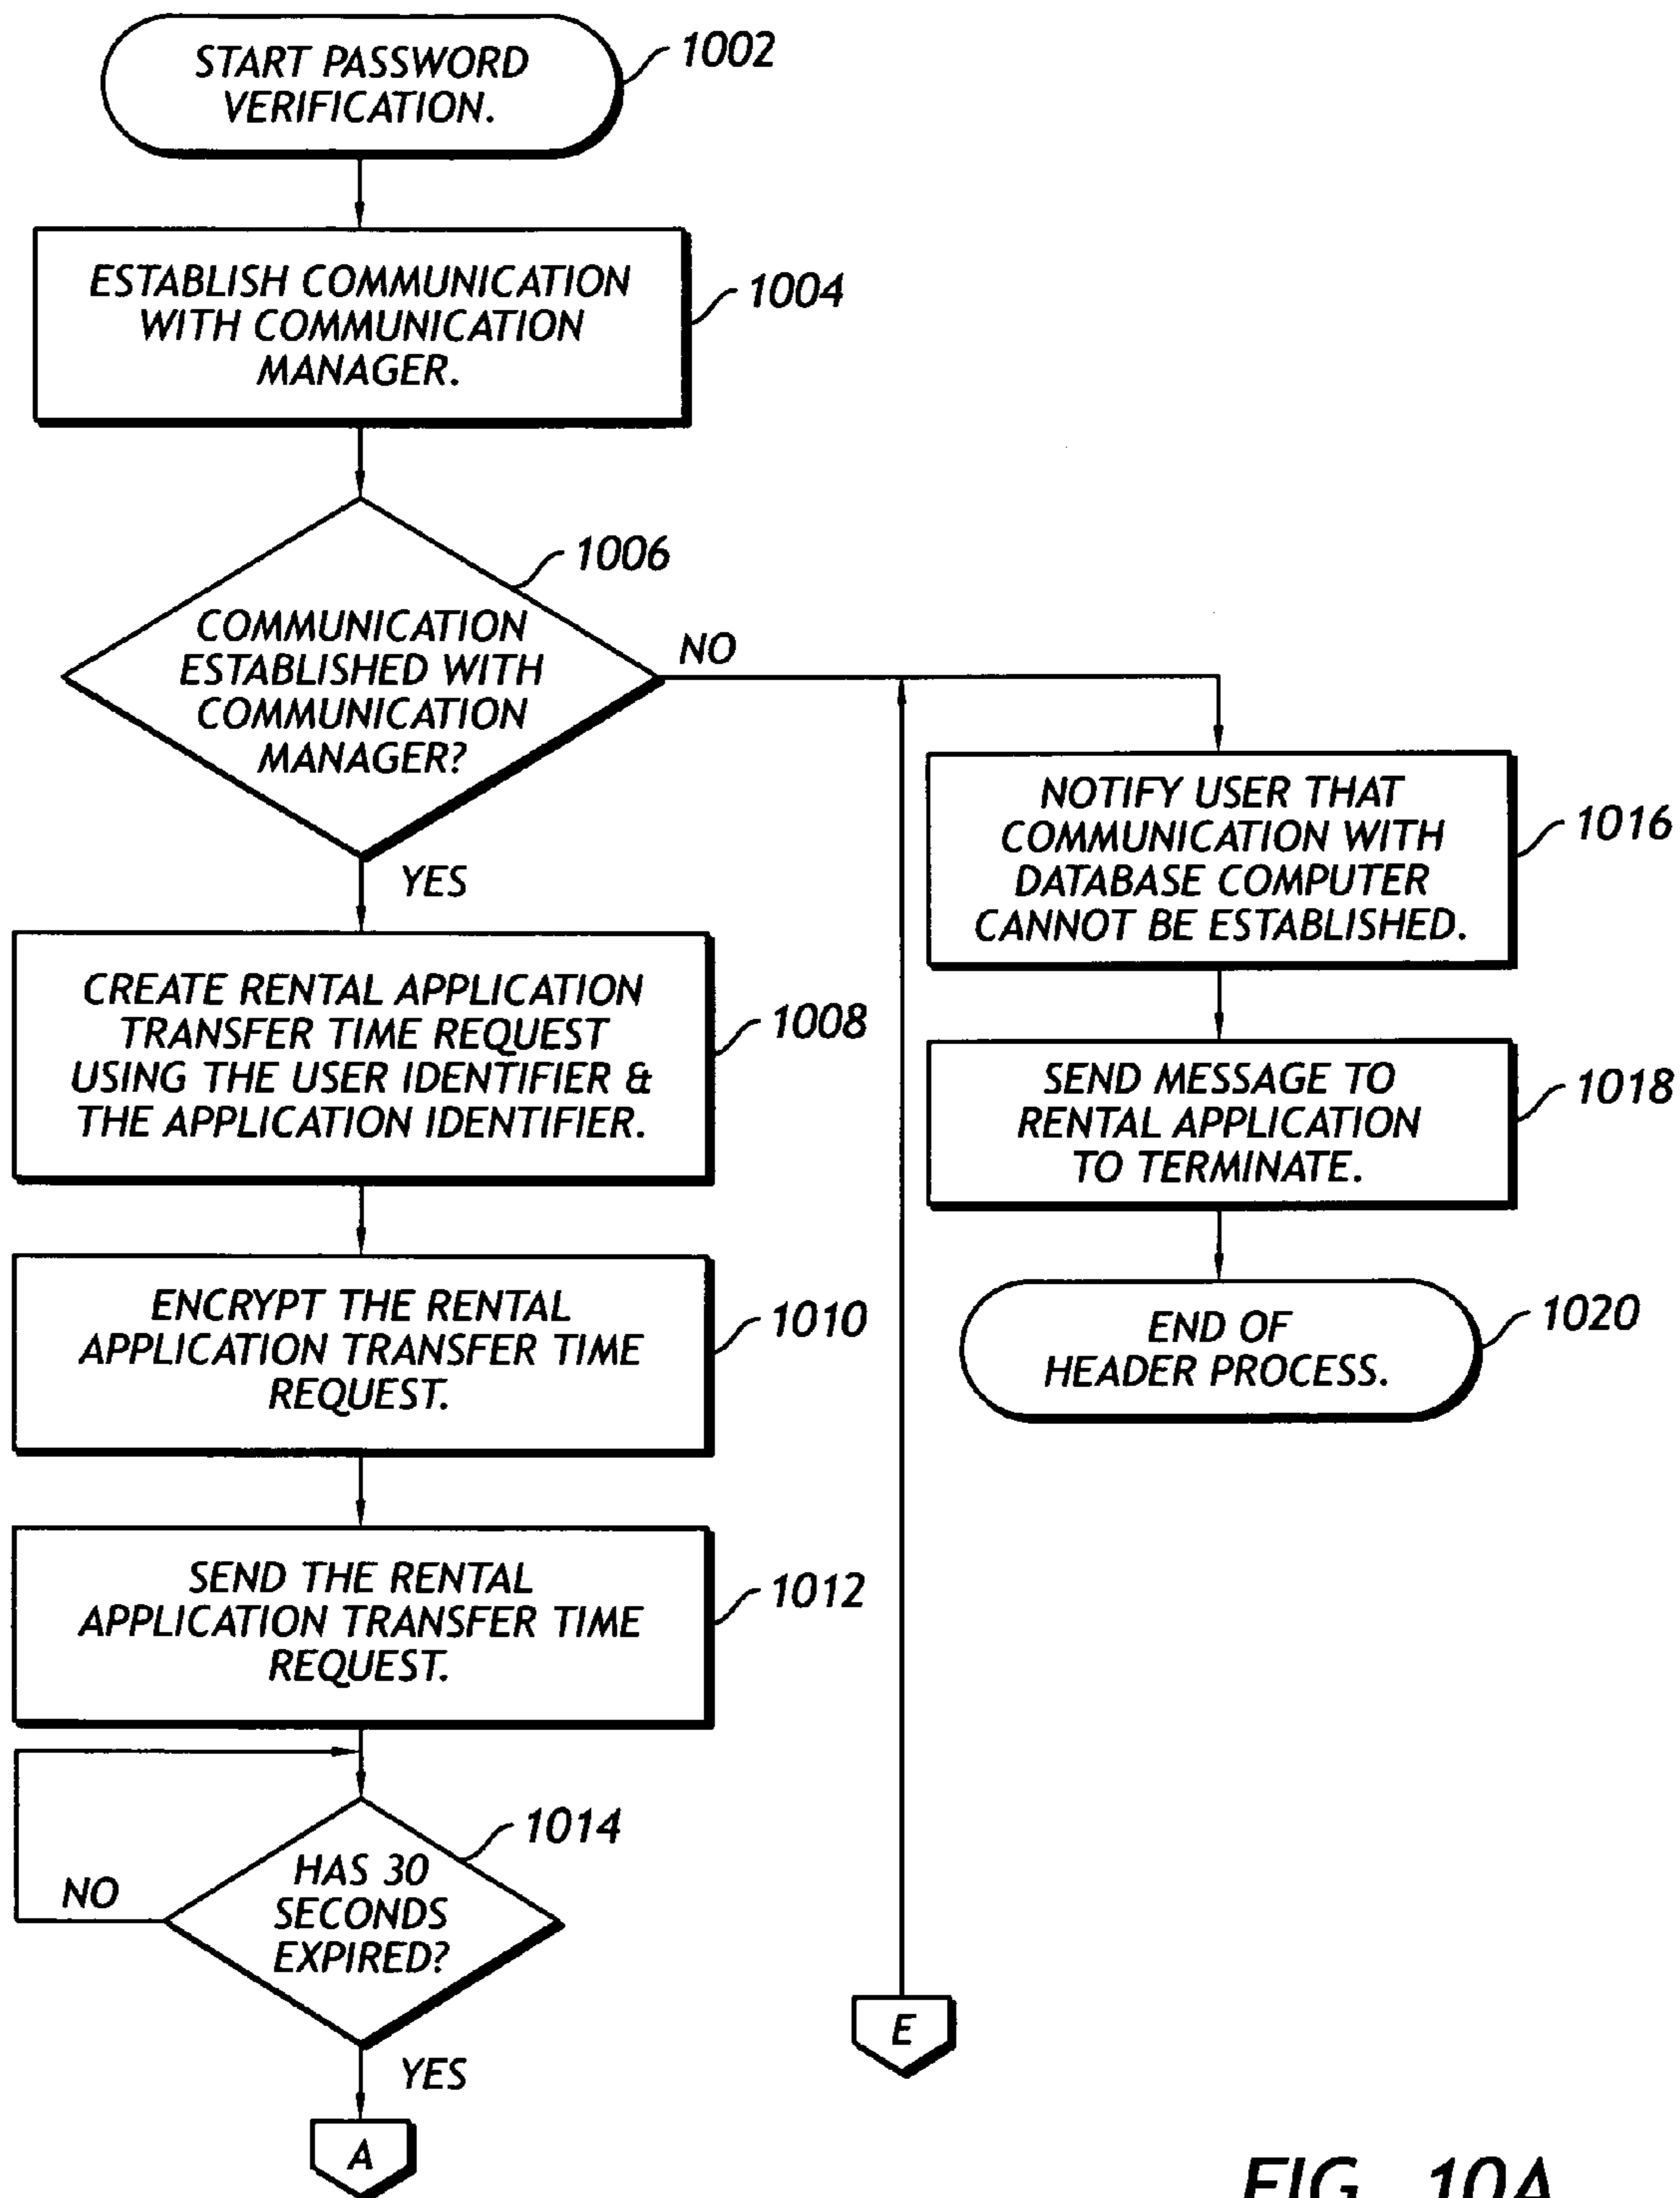 START PASSWORD
VERIFICATION.
1002
ESTABLISH COMMUNICATION
WITH COMMUNICATION
MANAGER.
1004
1006
COMMUNICATION
ESTABLISHED WITH
COMMUNICATION
MANAGER?
NO
YES
NOTIFY USER THAT
COMMUNICATION WITH
DATABASE COMPUTER
CANNOT BE ESTABLISHED.
1016
CREATE RENTAL APPLICATION
TRANSFER TIME REQUEST
USING THE USER IDENTIFIER &
THE APPLICATION IDENTIFIER.
1008
SEND MESSAGE TO
RENTAL APPLICATION
TO TERMINATE.
1018
ENCRYPT THE RENTAL
APPLICATION TRANSFER TIME
REQUEST.
1010
END OF
HEADER PROCESS.
1020
SEND THE RENTAL
APPLICATION TRANSFER TIME
REQUEST.
1012
1014
HAS 30
SECONDS
EXPIRED?
NO
YES
E
A
FIG. 10A